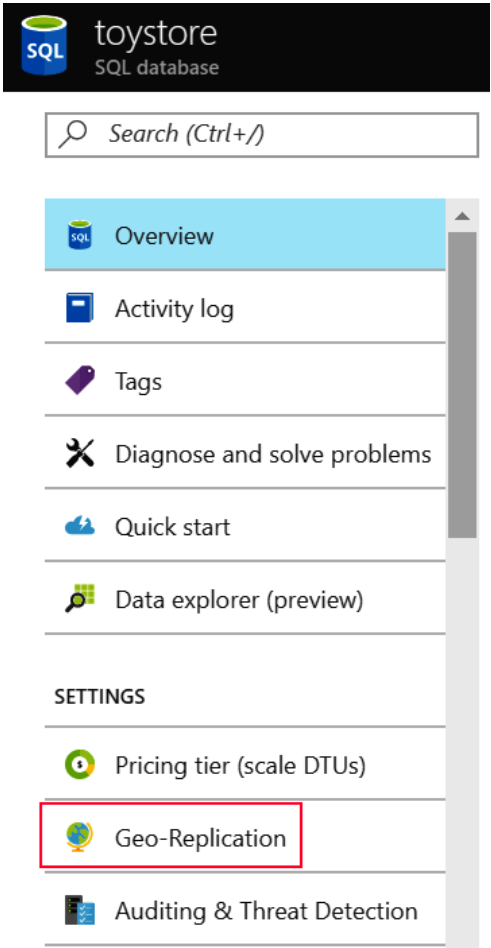 SQL
toystore
SQL database
Search (Ctrl+/)
SQL
Overview
Activity log
Tags
Diagnose and solve problems
Quick start
Data explorer (preview)
SETTINGS
Pricing tier (scale DTUs)
Geo-Replication
Auditing & Threat Detection